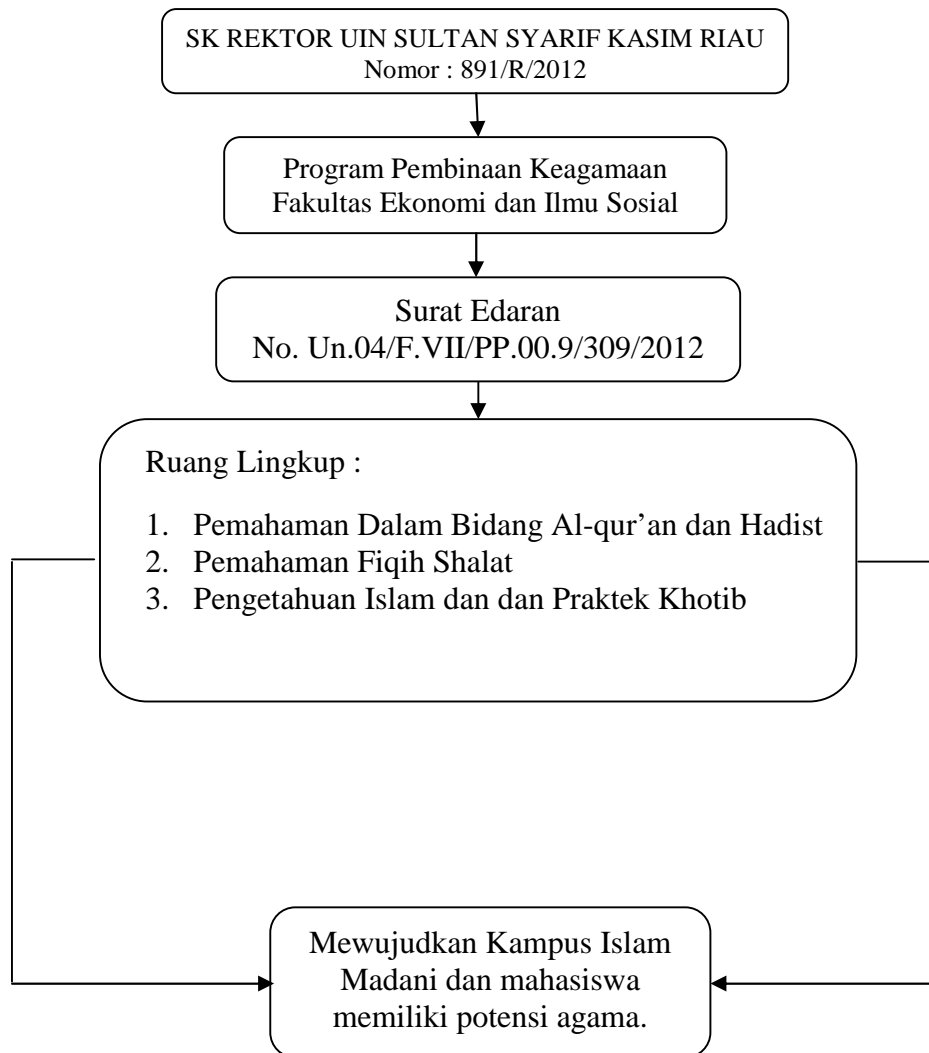 SK REKTOR UIN SULTAN SYARIF KASIM RIAU
Nomor : 891/R/2012
Program Pembinaan Keagamaan
Fakultas Ekonomi dan Ilmu Sosial
Surat Edaran
No. Un.04/F.VII/PP.00.9/309/2012
Ruang Lingkup :
1. Pemahaman Dalam Bidang Al-qur’an dan Hadist
2. Pemahaman Fiqih Shalat
3. Pengetahuan Islam dan dan Praktek Khotib
Mewujudkan Kampus Islam
Madani dan mahasiswa
memiliki potensi agama.